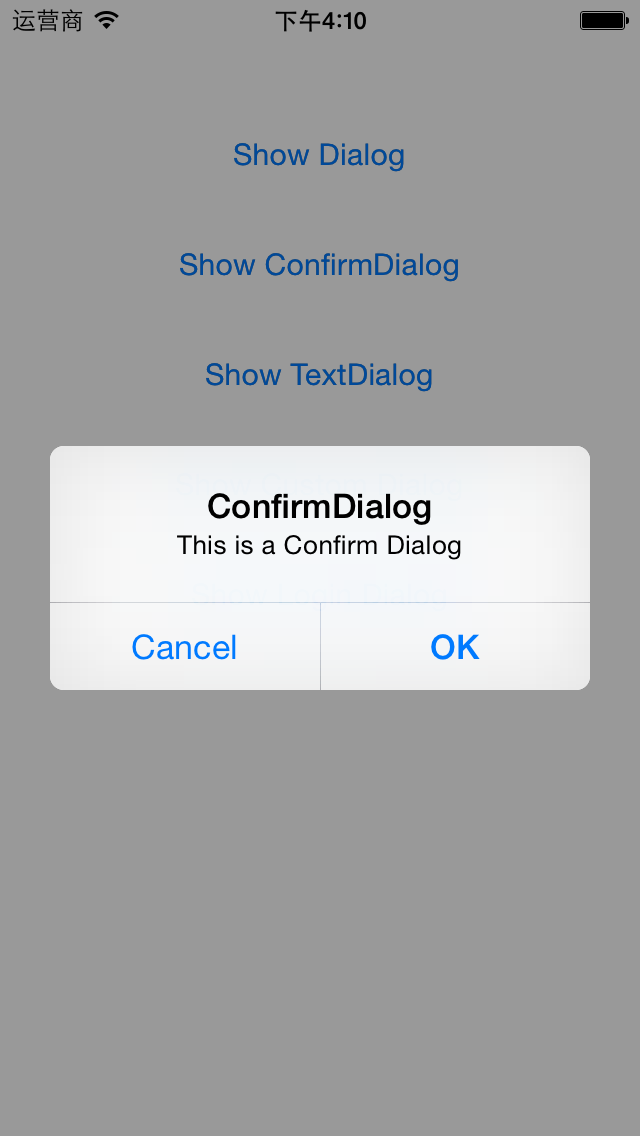 运营商 下午4:10
Show Dialog
Show ConfirmDialog
Show TextDialog
ConfirmDialog
This is a Confirm Dialog
Cancel OK